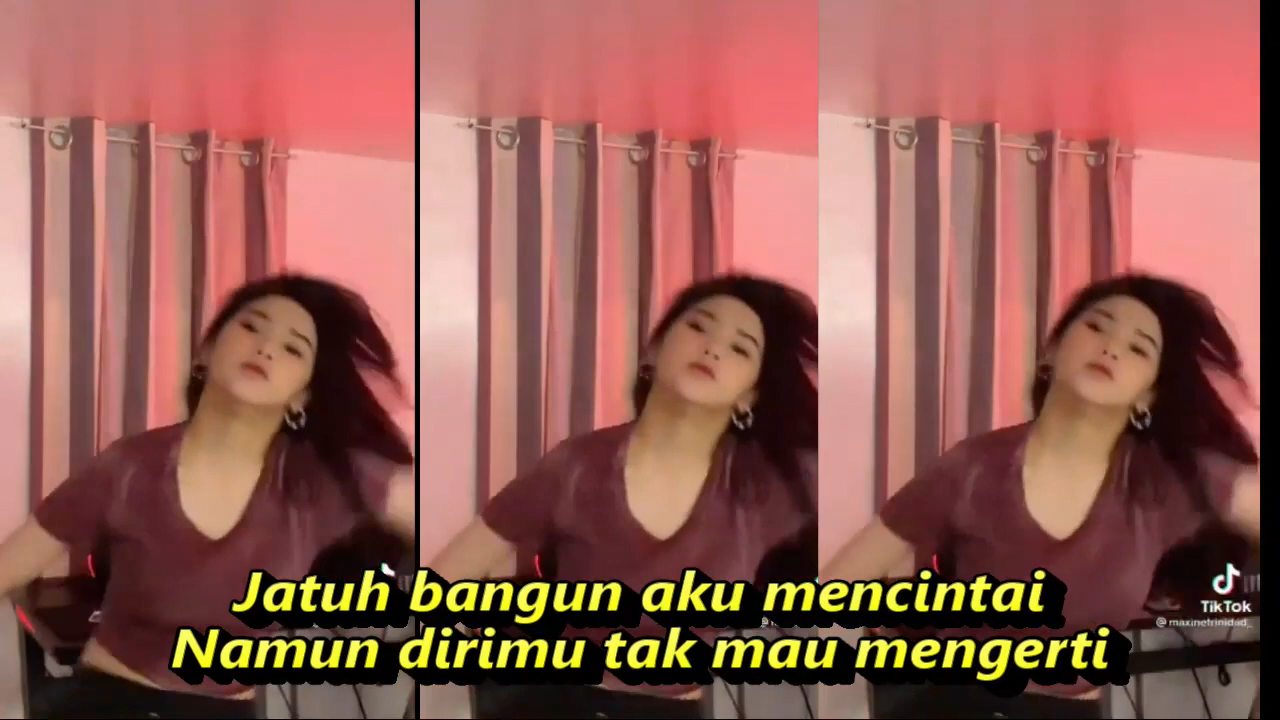 Jatuh bangun aku mencintai
Namun dirimu tak mau mengerti
TikTok
@maxinetrinidad_